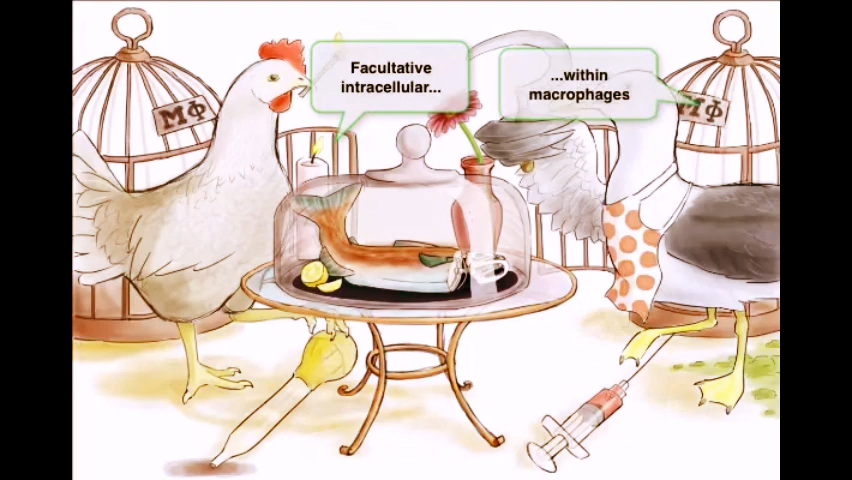 Facultative
intracellular...
...within
macrophages
MΦ
MΦ